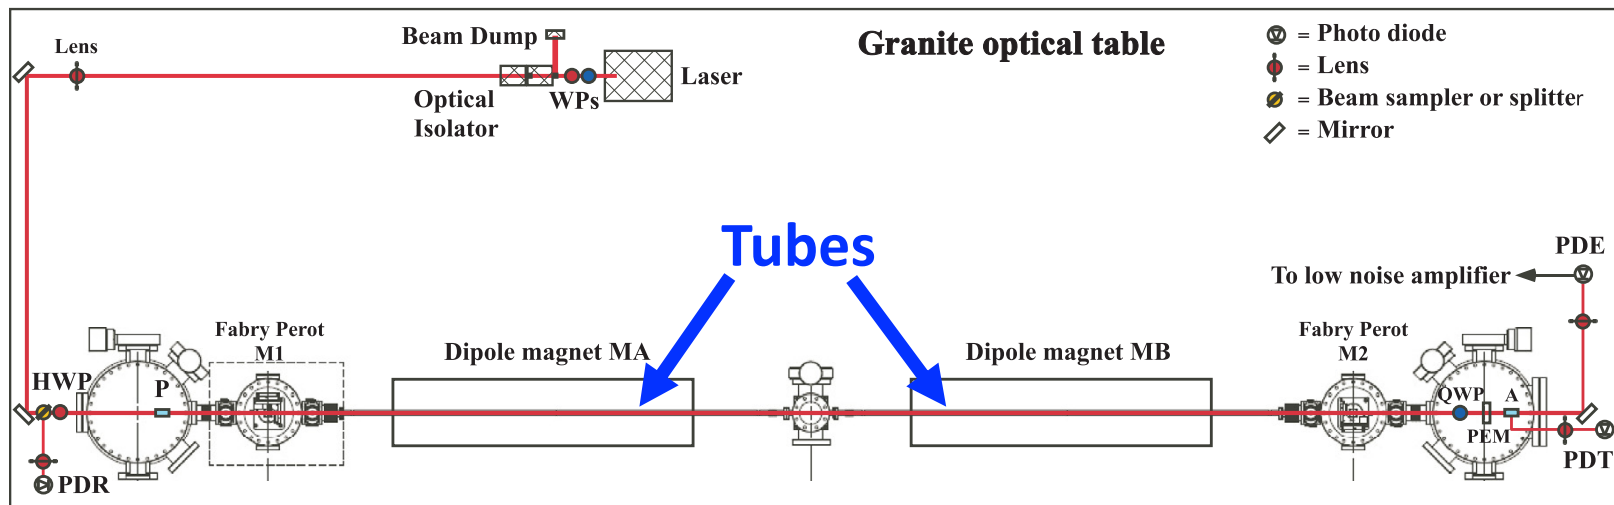 Granite optical table
= Photo diode
= Lens
= Beam sampler or splitter
= Mirror
Lens
Beam Dump
Optical
Isolator
WPs
Laser
Tubes
PDE
To low noise amplifier
Fabry Perot
M1
Dipole magnet MA
Dipole magnet MB
Fabry Perot
M2
HWP
P
QWP
A
PEM
PDT
PDR